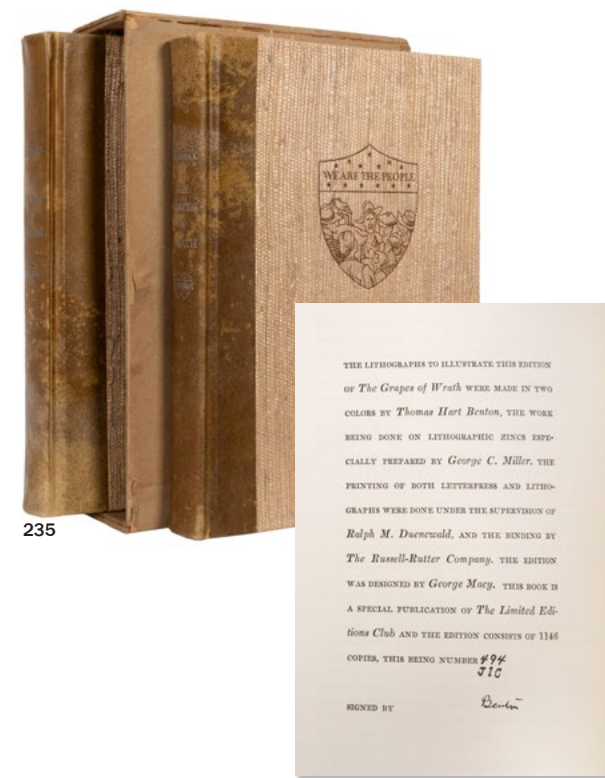 WE ARE THE PEOPLE
235
THE LITHOGRAPHS TO ILLUSTRATE THIS EDITION
OF The Grapes of Wrath WERE MADE IN TWO
COLORS BY Thomas Hart Benton, THE WORK
BEING DONE ON LITHOGRAPHIC ZINCS ESPE-
CIALLY PREPARED BY George C. Miller. THE
PRINTING OF BOTH LETTERPRESS AND LITHO-
GRAPHS WERE DONE UNDER THE SUPERVISION OF
Ralph M. Duenewald, AND THE BINDING BY
The Russell-Rutter Company. THE EDITION
WAS DESIGNED BY George Macy. THIS BOOK IS
A SPECIAL PUBLICATION OF The Limited Edi-
tions Club AND THE EDITION CONSISTS OF 1146
COPIES, THIS BEING NUMBER 494
JIC
SIGNED BY Benton